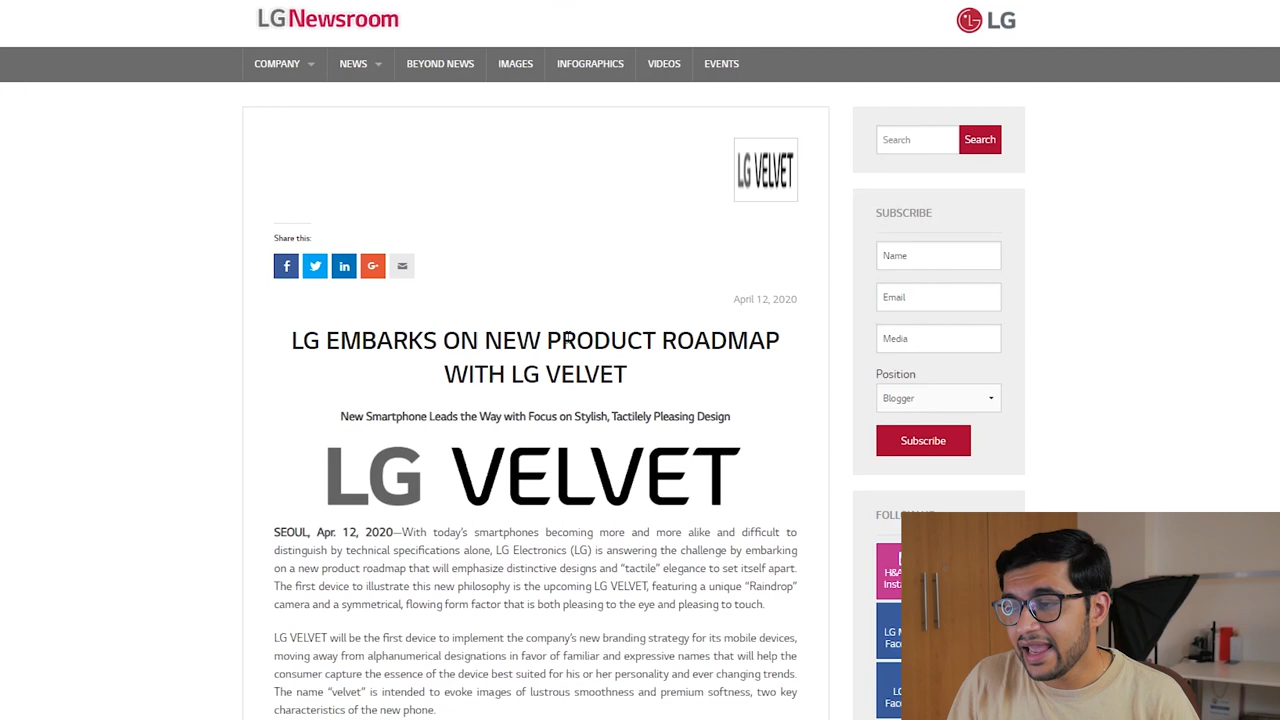 LG Newsroom
LG
COMPANY
NEWS
BEYOND NEWS
IMAGES
INFOGRAPHICS
VIDEOS
EVENTS
LG VELVET
Share this:
April 12, 2020
LG EMBARKS ON NEW PRODUCT ROADMAP
WITH LG VELVET
New Smartphone Leads the Way with Focus on Stylish, Tactilely Pleasing Design
LG VELVET
SEOUL, Apr. 12, 2020—With today's smartphones becoming more and more alike and difficult to
distinguish by technical specifications alone, LG Electronics (LG) is answering the challenge by embarking
on a new product roadmap that will emphasize distinctive designs and “tactile” elegance to set itself apart.
The first device to illustrate this new philosophy is the upcoming LG VELVET, featuring a unique “Raindrop”
camera and a symmetrical, flowing form factor that is both pleasing to the eye and pleasing to touch.
LG VELVET will be the first device to implement the company's new branding strategy for its mobile devices,
moving away from alphanumerical designations in favor of familiar and expressive names that will help the
consumer capture the essence of the device best suited for his or her personality and ever changing trends.
The name “velvet” is intended to evoke images of lustrous smoothness and premium softness, two key
characteristics of the new phone.
Search
Search
SUBSCRIBE
Name
Email
Media
Position
Blogger
Subscribe
H&A
LG M
LG